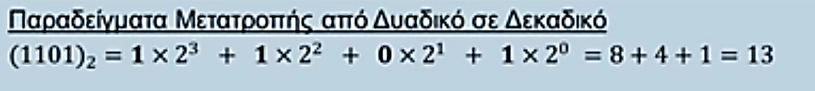 Παραδείγματα Μετατροπής από Δυαδικό σε Δεκαδικό
(1101)₂ = 1 × 2³ + 1 × 2² + 0 × 2¹ + 1 × 2⁰ = 8 + 4 + 1 = 13